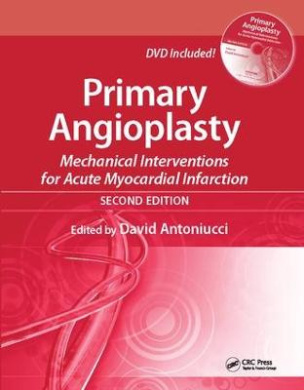 DVD Included!
Primary
Angioplasty
Primary
Angioplasty
Mechanical Interventions
for Acute Myocardial Infarction
SECOND EDITION
Edited by David Antoniucci
CRC Press
Taylor & Francis Group